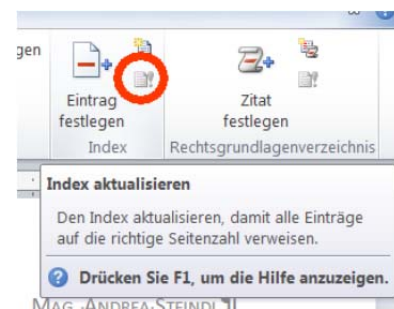 gen
Eintrag
festlegen
Zitat
festlegen
Index
Rechtsgrundlagenverzeichnis
Index aktualisieren
Den Index aktualisieren, damit alle Einträge
auf die richtige Seitenzahl verweisen.
Drücken Sie F1, um die Hilfe anzuzeigen.
MAG.·ANDREA·STEINDL¶